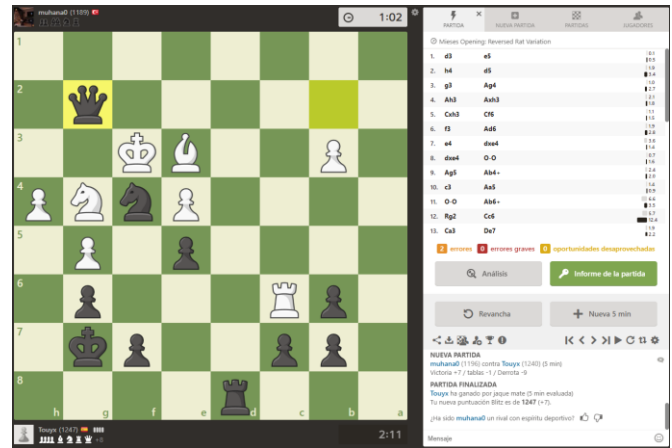 muhana0 (1189)
1:02
1
2
3
4
5
6
7
8
h g f e d c b a
Touyx (1247)
+8
2:11
PARTIDA
NUEVA PARTIDA
PARTIDAS
JUGADORES
Mieses Opening: Reversed Rat Variation
1. d3 e5
2. h4 d5
3. g3 Ag4
4. Ah3 Axh3
5. Cxh3 Cf6
6. f3 Ad6
7. e4 dxe4
8. dxe4 O-O
9. Ag5 Ab4+
10. c3 Aa5
11. O-O Ab6+
12. Rg2 Cc6
13. Ca3 De7
2 errores 0 errores graves 0 oportunidades desaprovechadas
Análisis
Informe de la partida
Revancha
Nueva 5 min
NUEVA PARTIDA
muhana0 (1196) contra Touyx (1240) (5 min)
Victoria +7 / tablas -1 / Derrota -9
PARTIDA FINALIZADA
Touyx ha ganado por jaque mate (5 min evaluada)
Tu nueva puntuación Blitz es de 1247 (+7).
¿Ha sido muhana0 un rival con espíritu deportivo?
Mensaje